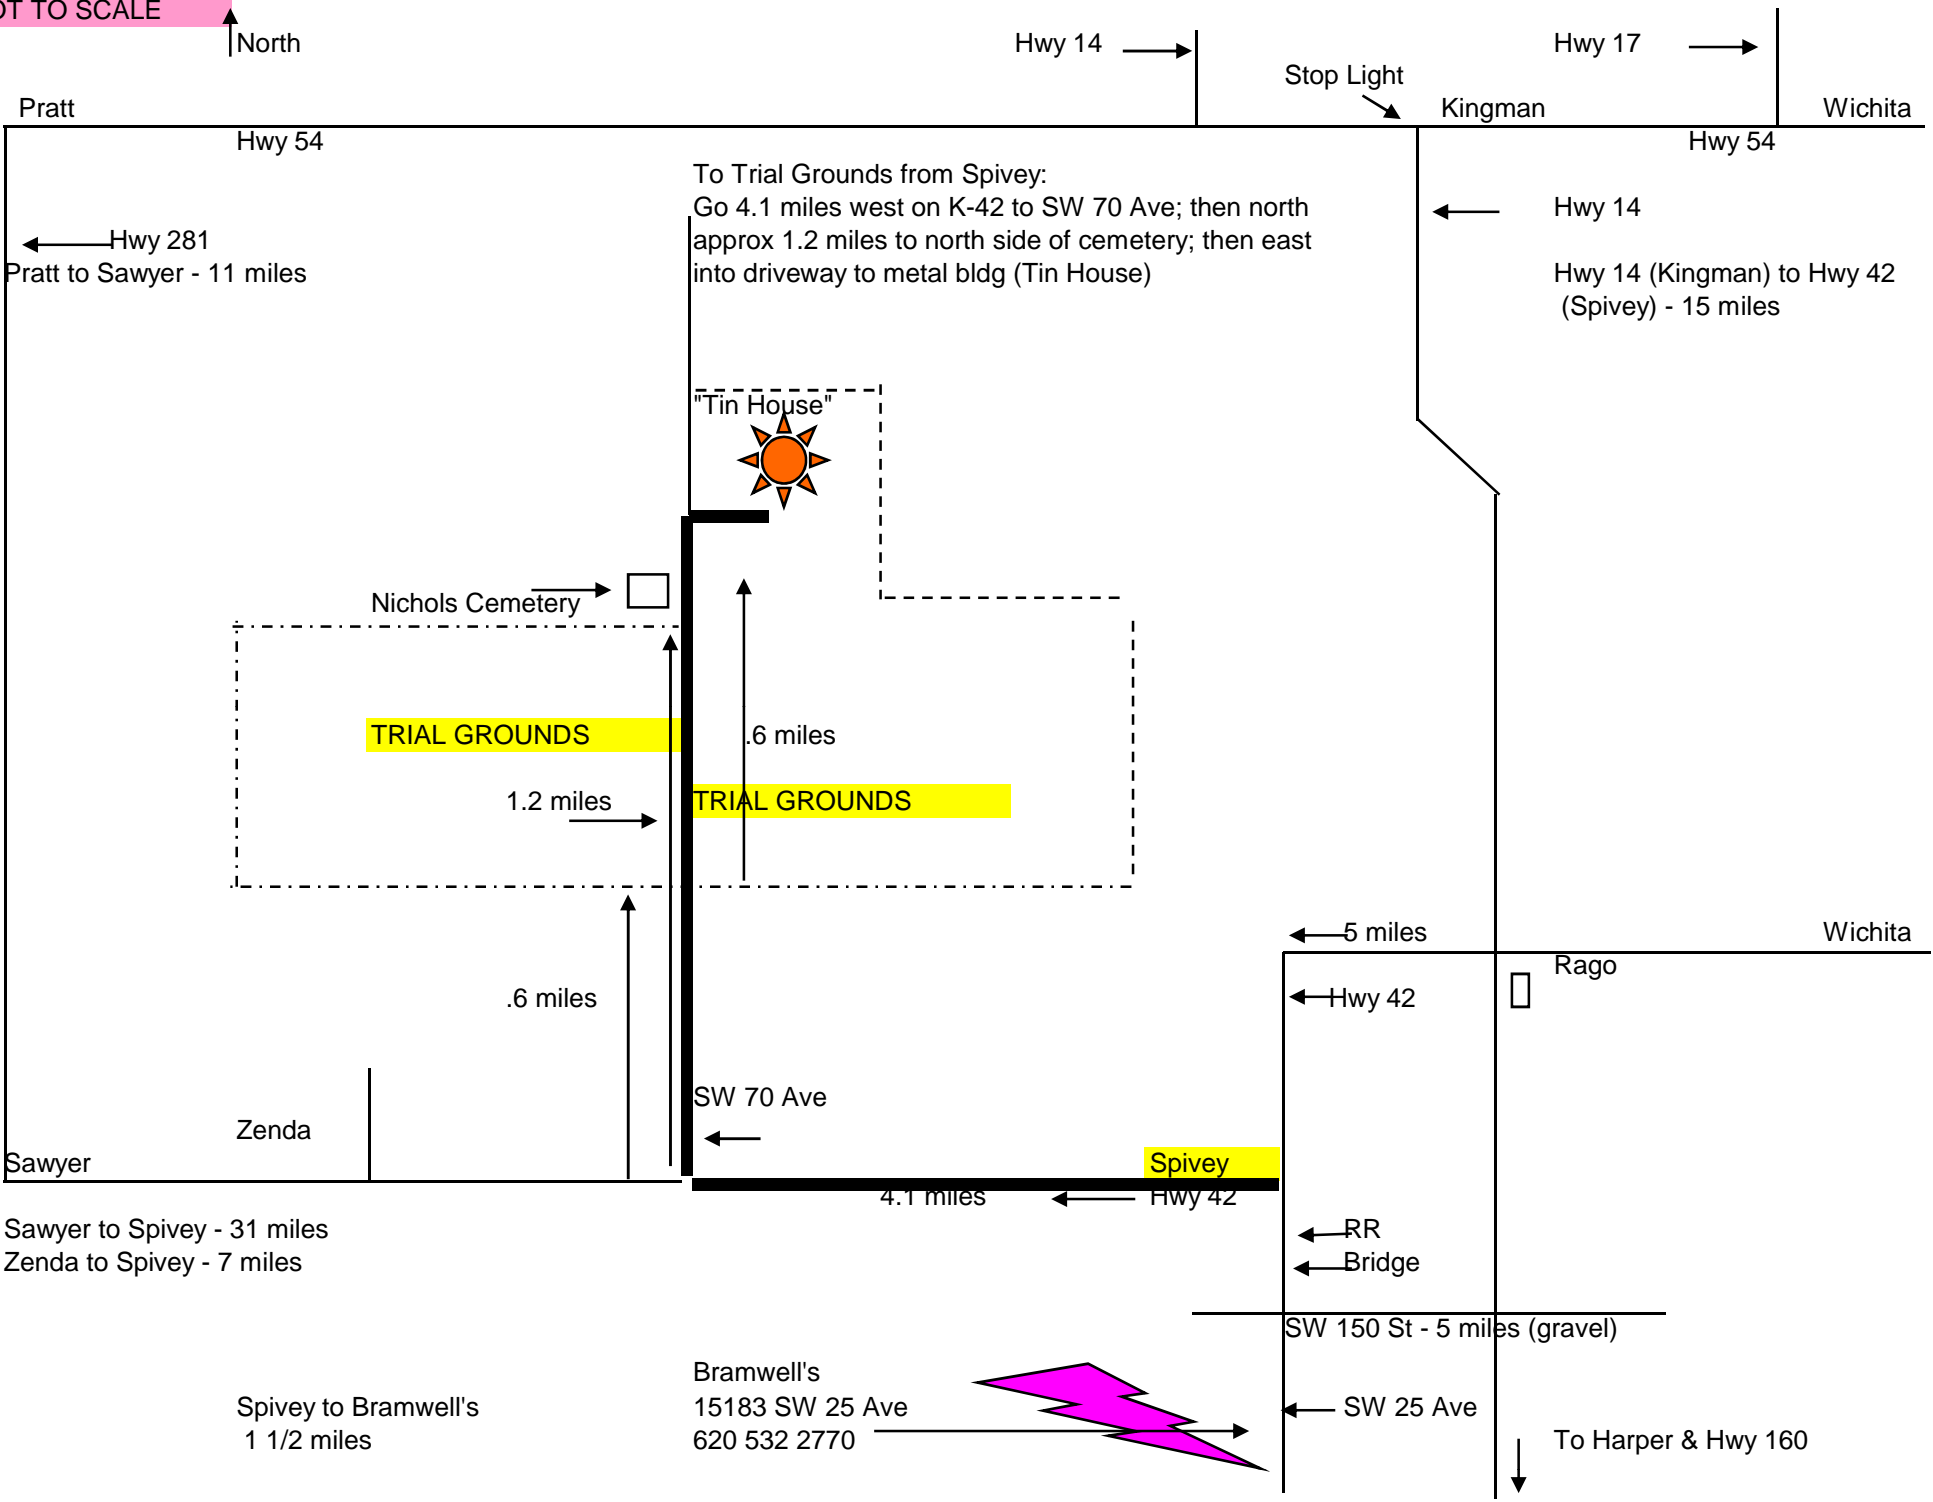 OT TO SCALE
North
Hwy 14
Hwy 17
Stop Light
Pratt
Kingman
Wichita
Hwy 54
Hwy 54
To Trial Grounds from Spivey:
Go 4.1 miles west on K-42 to SW 70 Ave; then north
approx 1.2 miles to north side of cemetery; then east
into driveway to metal bldg (Tin House)
Hwy 14
Hwy 281
Pratt to Sawyer - 11 miles
Hwy 14 (Kingman) to Hwy 42
(Spivey) - 15 miles
"Tin House"
Nichols Cemetery
TRIAL GROUNDS
.6 miles
1.2 miles
TRIAL GROUNDS
5 miles
Wichita
Rago
.6 miles
Hwy 42
SW 70 Ave
Zenda
Sawyer
Spivey
4.1 miles
Hwy 42
Sawyer to Spivey - 31 miles
Zenda to Spivey - 7 miles
RR
Bridge
SW 150 St - 5 miles (gravel)
Bramwell's
15183 SW 25 Ave
620 532 2770
Spivey to Bramwell's
1 1/2 miles
SW 25 Ave
To Harper & Hwy 160